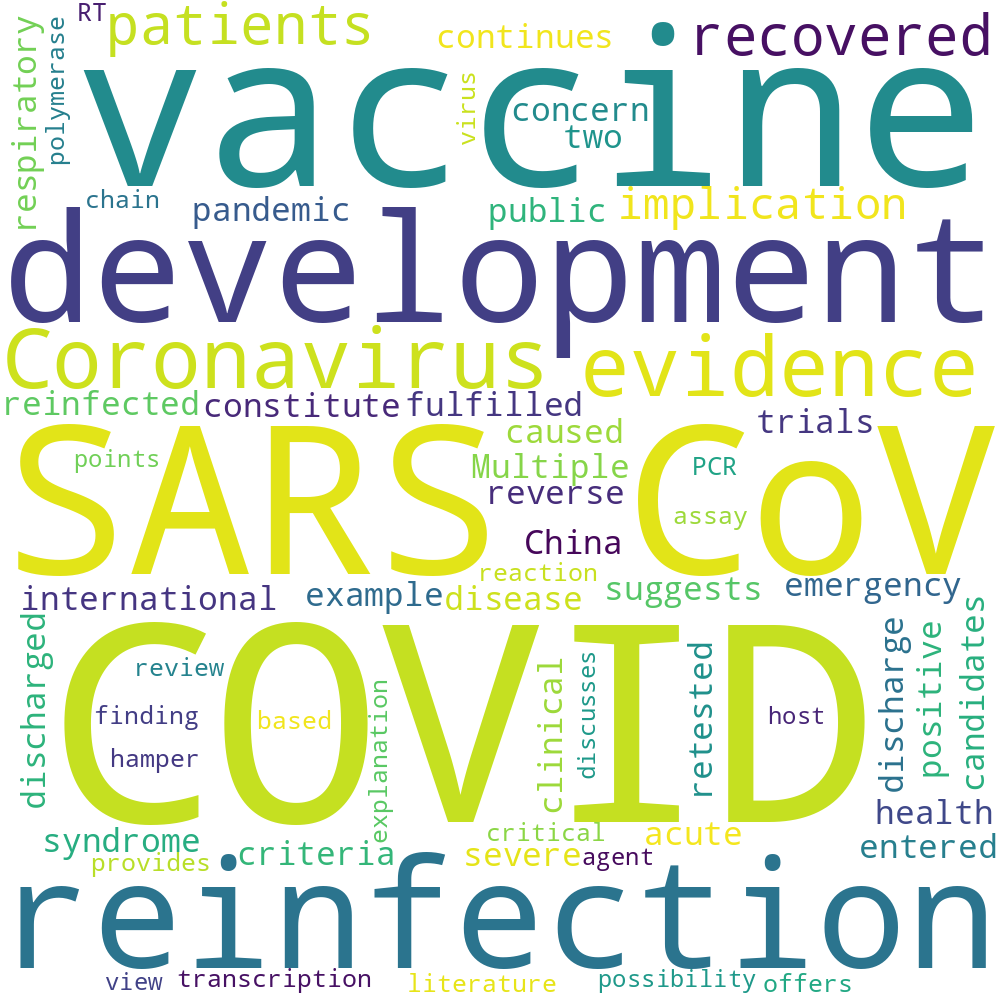 RT
patients
continues
recovered
respiratory
polymerase
vaccine
virus
concern
two
chain
pandemic
public
implication
development
Coronavirus
evidence
reinfected
constitute
fulfilled
trials
caused
SARS CoV
points
Multiple
PCR
reverse
assay
China
reaction
international
example
disease
suggests
emergency
discharged
COVID
review
finding
based
hamper
explanation
clinical
discusses
retested
host
discharge
positive
candidates
health
syndrome
critical
acute
entered
provides
criteria
severe
agent
reinfection
view
transcription
literature
possibility
offers